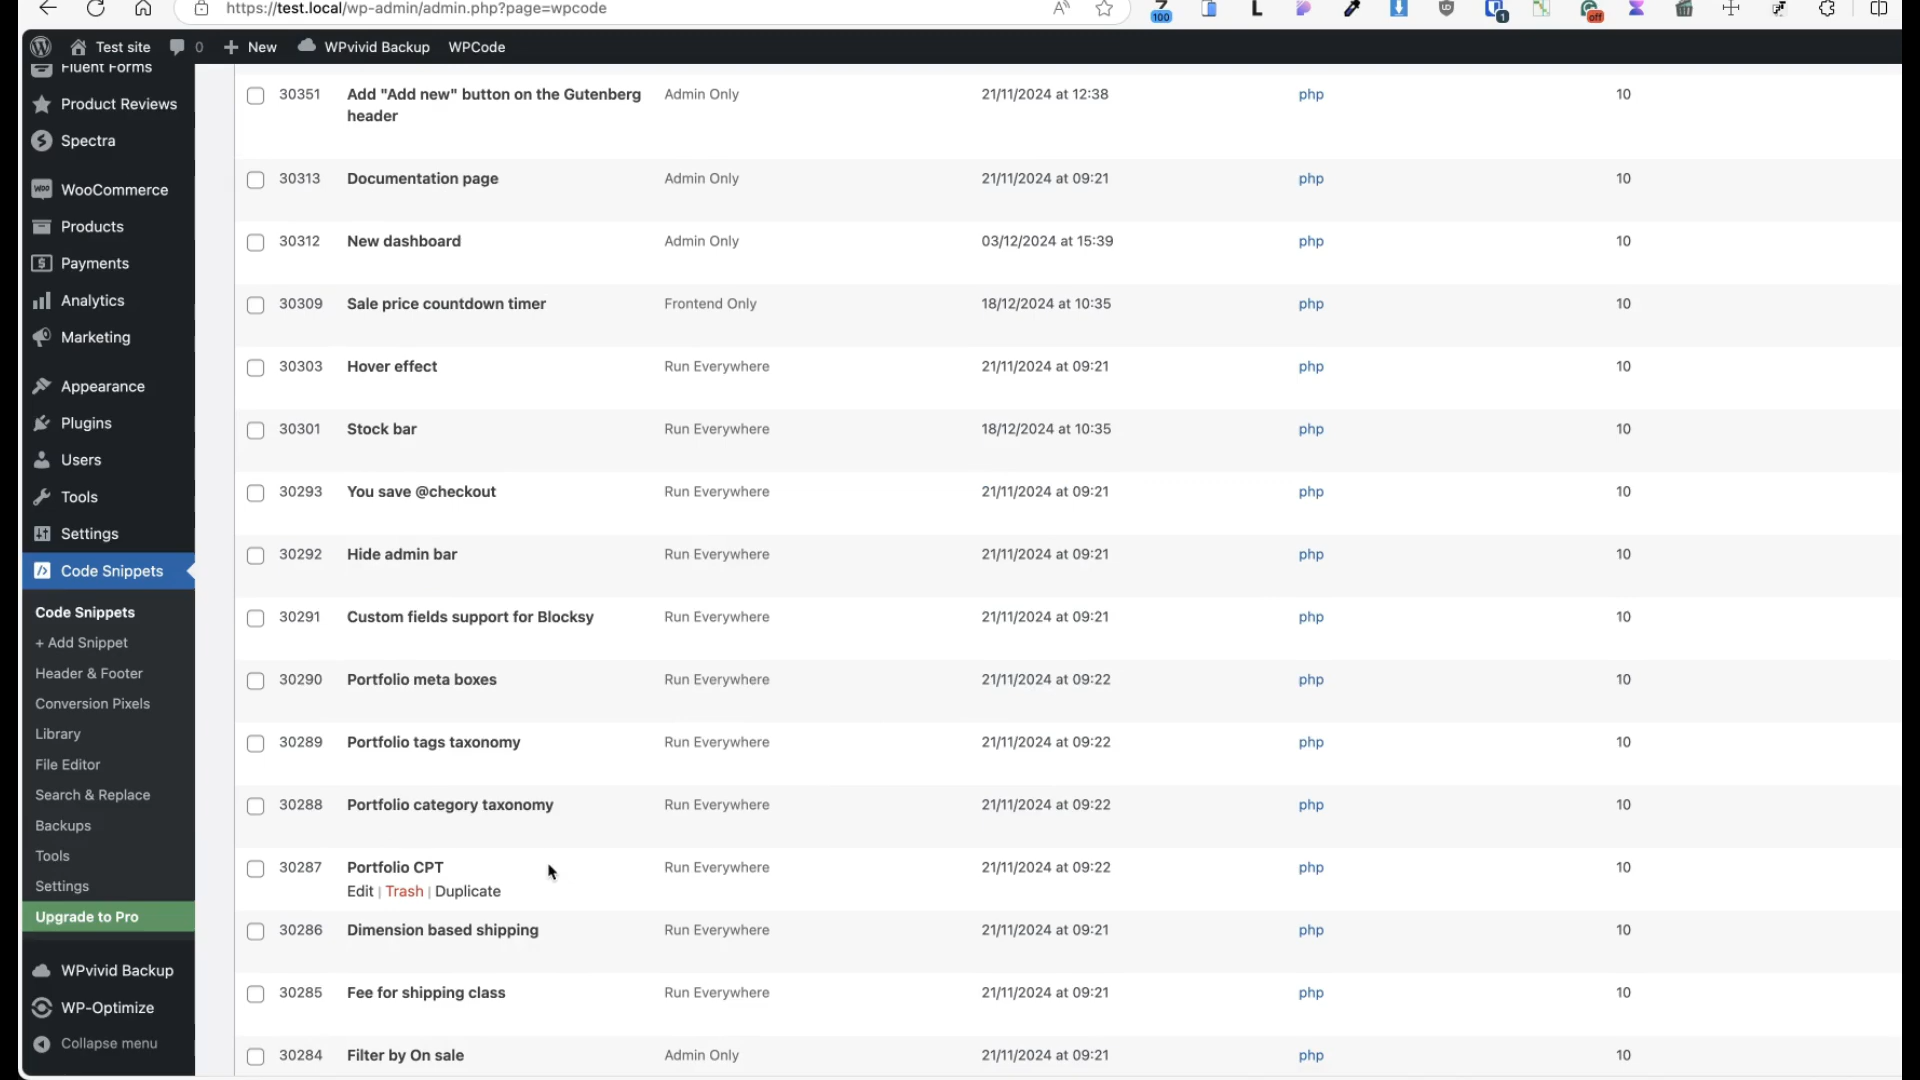 https://test.local/wp-admin/admin.php?page=wpcode
100
1
off
Test site
0
New
WPvivid Backup
WPCode
Fluent Forms
Product Reviews
Spectra
WooCommerce
Products
Payments
Analytics
Marketing
Appearance
Plugins
Users
Tools
Settings
Code Snippets
Code Snippets
+ Add Snippet
Header & Footer
Conversion Pixels
Library
File Editor
Search & Replace
Backups
Tools
Settings
Upgrade to Pro
WPvivid Backup
WP-Optimize
Collapse menu
30351 Add "Add new" button on the Gutenberg Admin Only 21/11/2024 at 12:38 php 10
header
30313 Documentation page Admin Only 21/11/2024 at 09:21 php 10
30312 New dashboard Admin Only 03/12/2024 at 15:39 php 10
30309 Sale price countdown timer Frontend Only 18/12/2024 at 10:35 php 10
30303 Hover effect Run Everywhere 21/11/2024 at 09:21 php 10
30301 Stock bar Run Everywhere 18/12/2024 at 10:35 php 10
30293 You save @checkout Run Everywhere 21/11/2024 at 09:21 php 10
30292 Hide admin bar Run Everywhere 21/11/2024 at 09:21 php 10
30291 Custom fields support for Blocksy Run Everywhere 21/11/2024 at 09:21 php 10
30290 Portfolio meta boxes Run Everywhere 21/11/2024 at 09:22 php 10
30289 Portfolio tags taxonomy Run Everywhere 21/11/2024 at 09:22 php 10
30288 Portfolio category taxonomy Run Everywhere 21/11/2024 at 09:22 php 10
30287 Portfolio CPT Run Everywhere 21/11/2024 at 09:22 php 10
Edit | Trash | Duplicate
30286 Dimension based shipping Run Everywhere 21/11/2024 at 09:21 php 10
30285 Fee for shipping class Run Everywhere 21/11/2024 at 09:21 php 10
30284 Filter by On sale Admin Only 21/11/2024 at 09:21 php 10